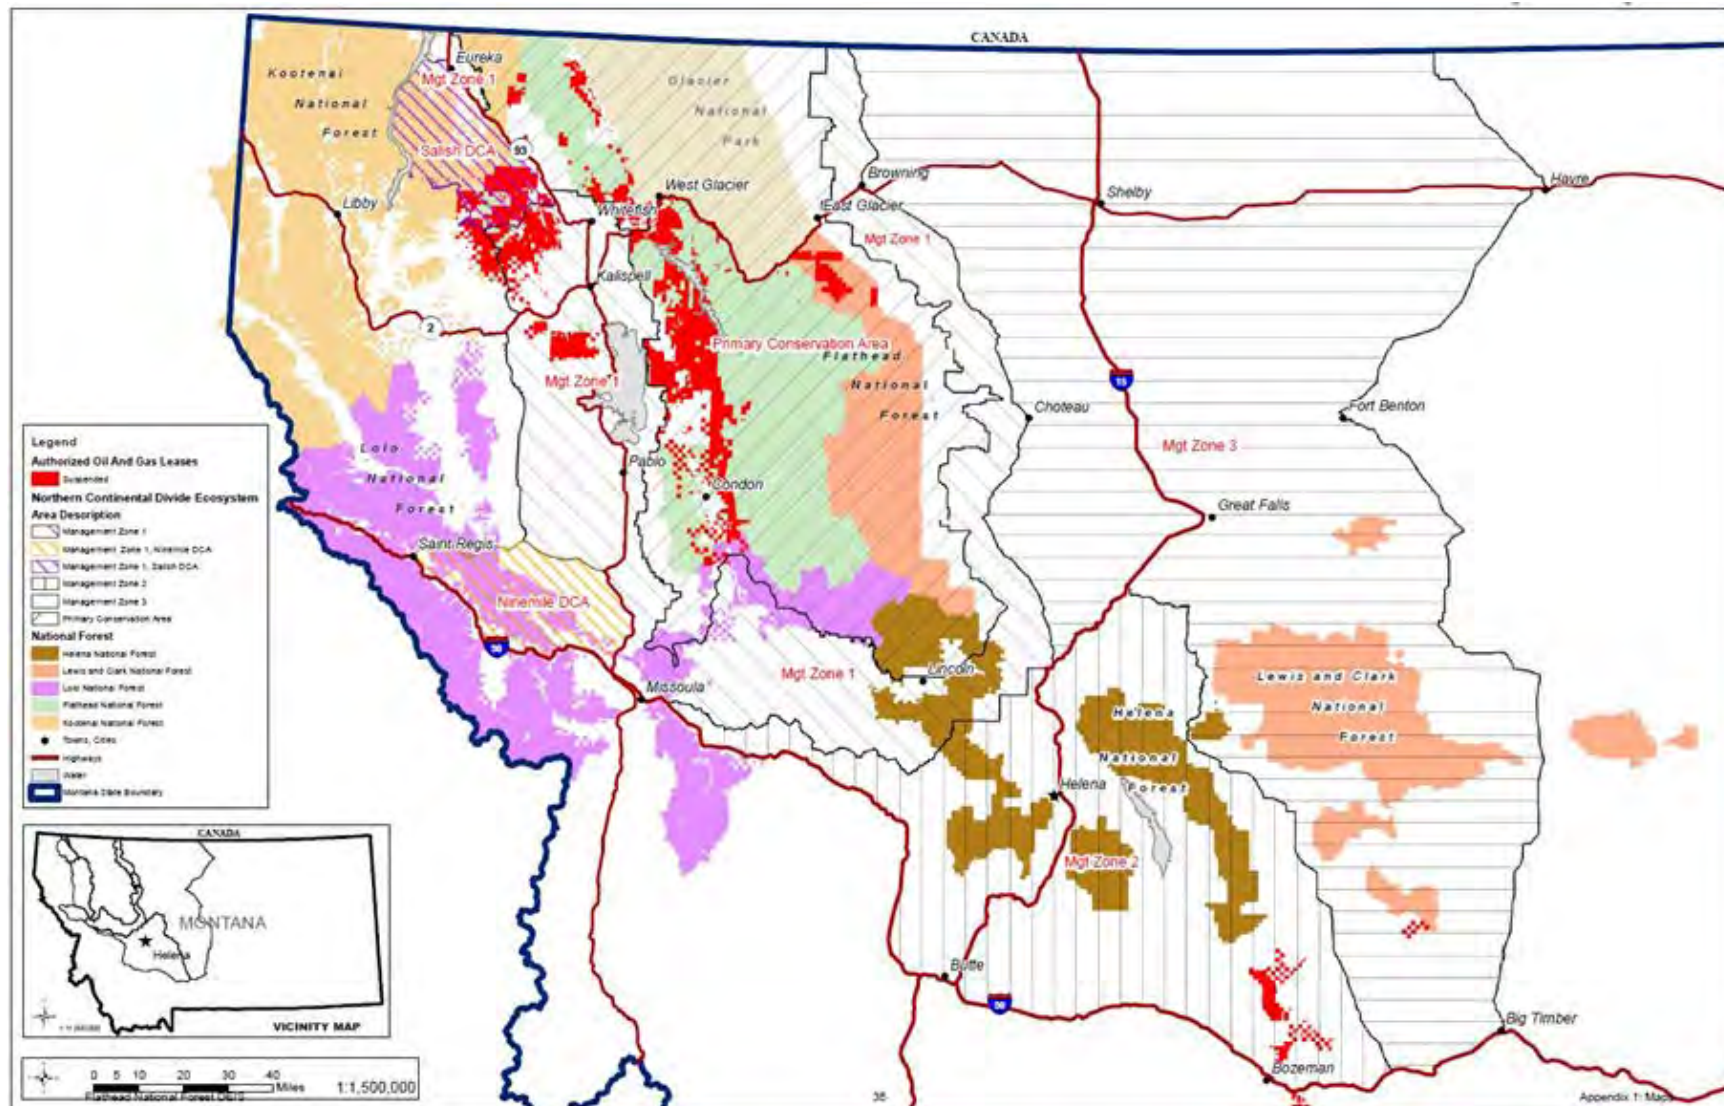 CANADA
Eureka
Kootenai
National
Forest
Mgt Zone 1
Glacier
National
Park
Salish DCA
93
Libby
West Glacier
Whitefish
Browning
East Glacier
Shelby
Havre
Mgt Zone 1
Kalispell
2
Primary Conservation Area
Flathead
National
Forest
Mgt Zone 1
15
Choteau
Fort Benton
Mgt Zone 3
Lolo
National
Forest
Pablo
Condon
Great Falls
Saint Regis
Ninemile DCA
90
Missoula
Mgt Zone 1
Lincoln
Lewis and Clark
National
Forest
Helena
National
Forest
Helena
Mgt Zone 2
Butte
90
Big Timber
Bozeman
Legend
Authorized Oil And Gas Leases
Suspended
Northern Continental Divide Ecosystem
Area Description
Management Zone 1
Management Zone 1, Ninemile DCA
Management Zone 1, Salish DCA
Management Zone 2
Management Zone 3
Primary Conservation Area
National Forest
Helena National Forest
Lewis and Clark National Forest
Lolo National Forest
Flathead National Forest
Kootenai National Forest
Towns, Cities
Highways
Water
Montana State Boundary
CANADA
MONTANA
Helena
VICINITY MAP
0 5 10 20 30 40
Miles
1:1,500,000
Flathead National Forest DEIS
35
Appendix 1: Maps